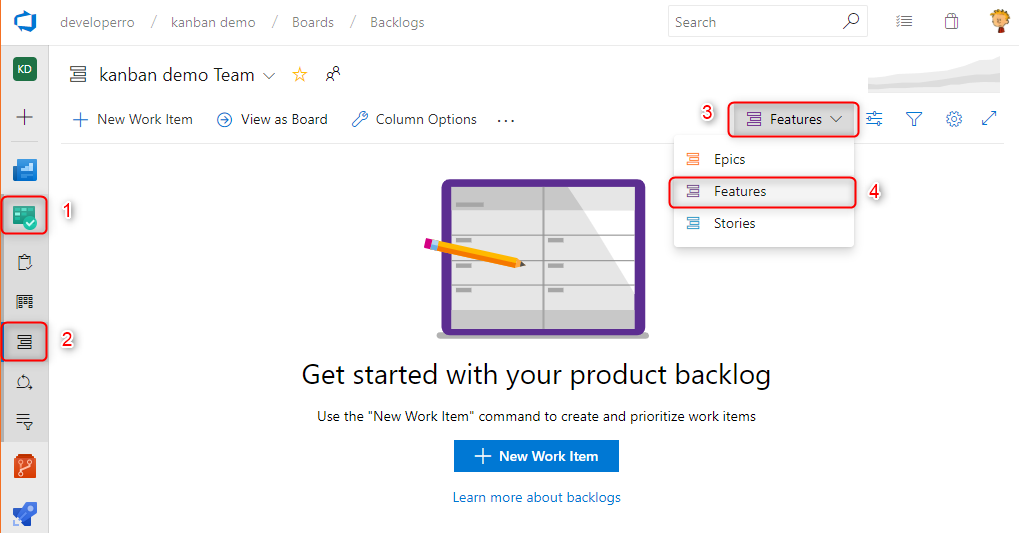 developerro / kanban demo / Boards / Backlogs
Search
KD
kanban demo Team
New Work Item
View as Board
Column Options
...
3
Features
Epics
Features
4
Stories
1
2
Get started with your product backlog
Use the "New Work Item" command to create and prioritize work items
New Work Item
Learn more about backlogs